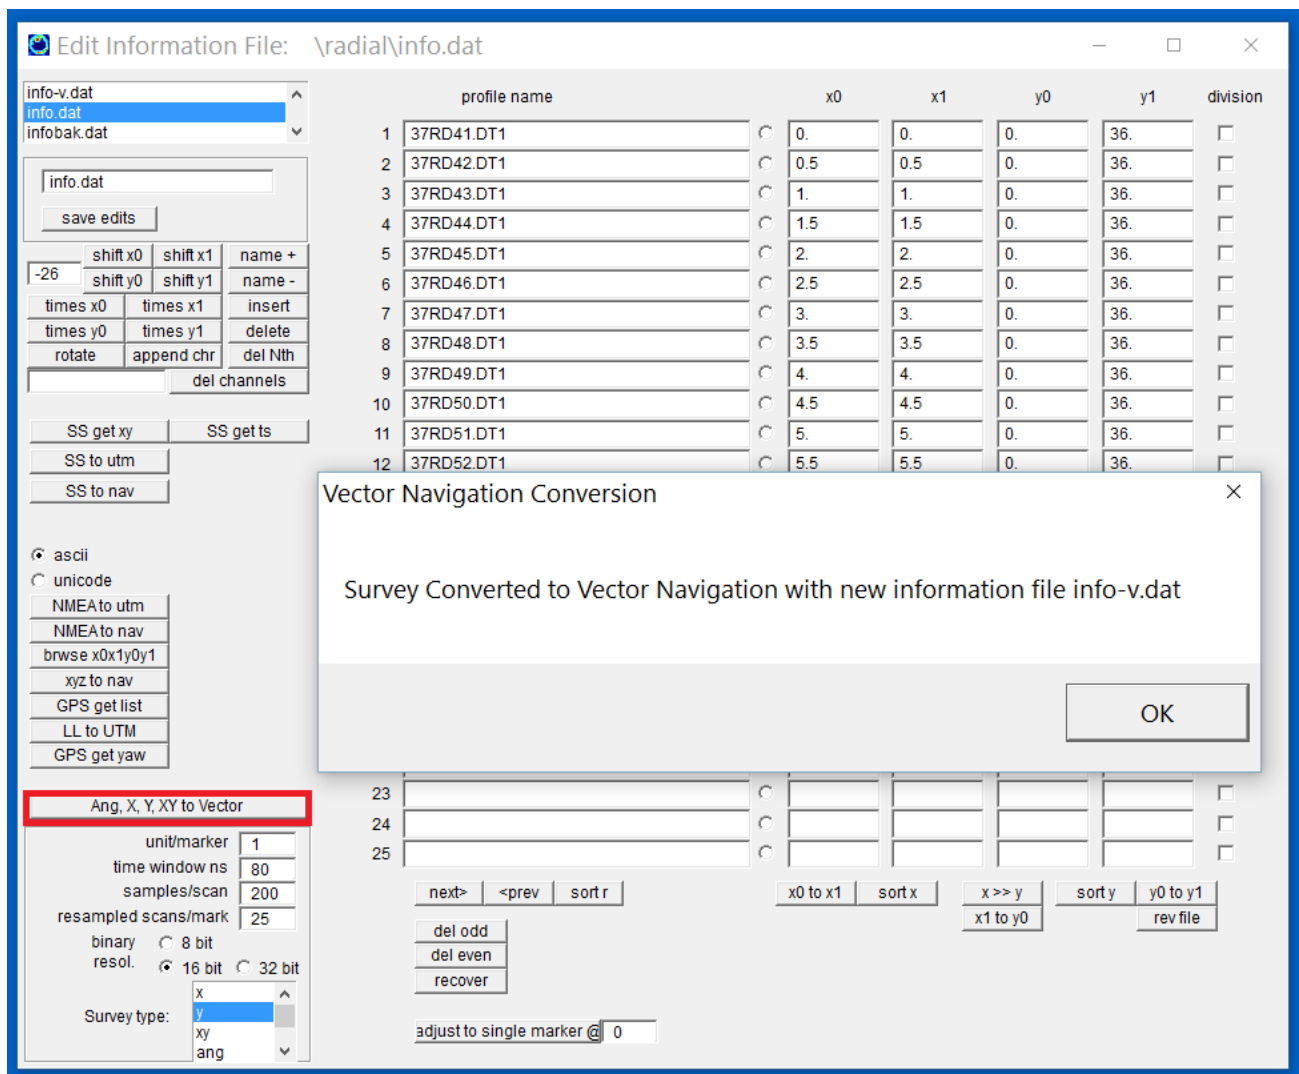 Edit Information File: \radial\info.dat
info-v.dat
info.dat
infobak.dat
info.dat
save edits
-26
shift x0 shift x1 name +
shift y0 shift y1 name -
times x0 times x1 insert
times y0 times y1 delete
rotate append chr del Nth
del channels
SS get xy SS get ts
SS to utm
SS to nav
ascii
unicode
NMEA to utm
NMEA to nav
brwse x0x1y0y1
xyz to nav
GPS get list
LL to UTM
GPS get yaw
Ang, X, Y, XY to Vector
unit/marker 1
time window ns 80
samples/scan 200
resampled scans/mark 25
binary resol. 8 bit
16 bit 32 bit
Survey type:
x
y
xy
ang
profile name x0 x1 y0 y1 division
1 37RD41.DT1 0. 0. 0. 36.
2 37RD42.DT1 0.5 0.5 0. 36.
3 37RD43.DT1 1. 1. 0. 36.
4 37RD44.DT1 1.5 1.5 0. 36.
5 37RD45.DT1 2. 2. 0. 36.
6 37RD46.DT1 2.5 2.5 0. 36.
7 37RD47.DT1 3. 3. 0. 36.
8 37RD48.DT1 3.5 3.5 0. 36.
9 37RD49.DT1 4. 4. 0. 36.
10 37RD50.DT1 4.5 4.5 0. 36.
11 37RD51.DT1 5. 5. 0. 36.
12 37RD52.DT1 5.5 5.5 0. 36.
Vector Navigation Conversion
Survey Converted to Vector Navigation with new information file info-v.dat
OK
23
24
25
next> <prev sort r x0 to x1 sort x x >> y sort y y0 to y1
x1 to y0 rev file
del odd
del even
recover
adjust to single marker @ 0